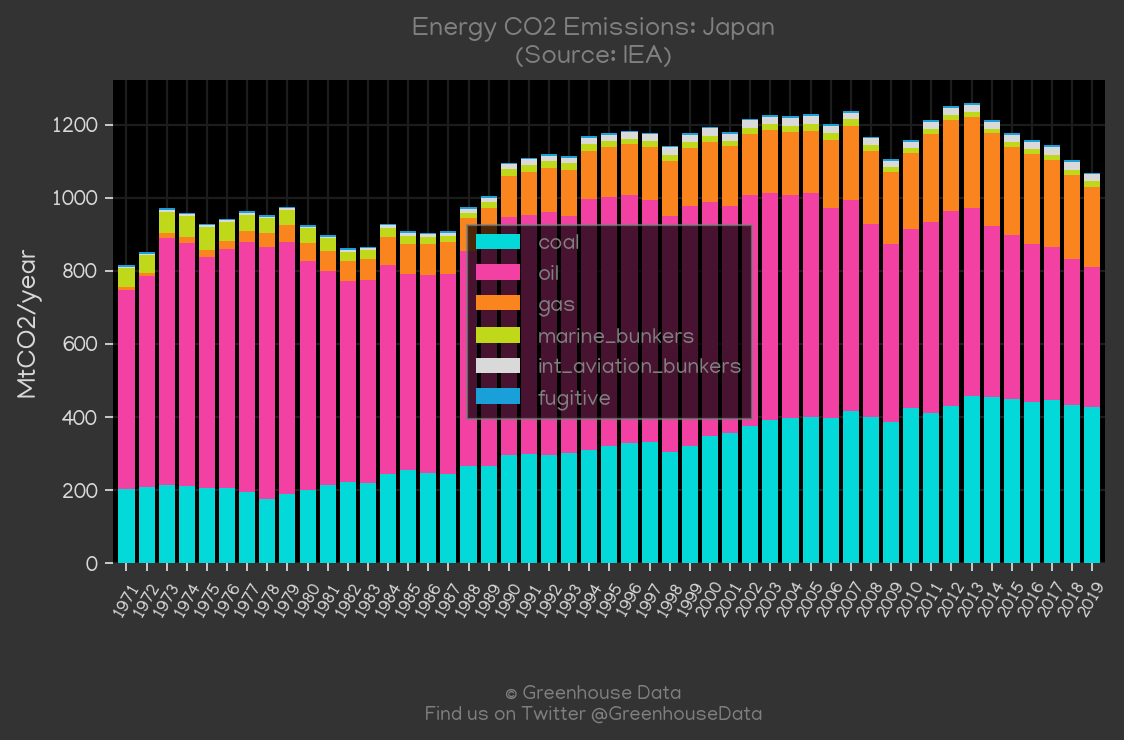 Energy CO2 Emissions: Japan
(Source: IEA)
MtCO2/year
1200
1000
800
600
400
200
0
coal
oil
gas
marine_bunkers
int_aviation_bunkers
fugitive
1971 1972 1973 1974 1975 1976 1977 1978 1979 1980 1981 1982 1983 1984 1985 1986 1987 1988 1989 1990 1991 1992 1993 1994 1995 1996 1997 1998 1999 2000 2001 2002 2003 2004 2005 2006 2007 2008 2009 2010 2011 2012 2013 2014 2015 2016 2017 2018 2019
© Greenhouse Data
Find us on Twitter @GreenhouseData